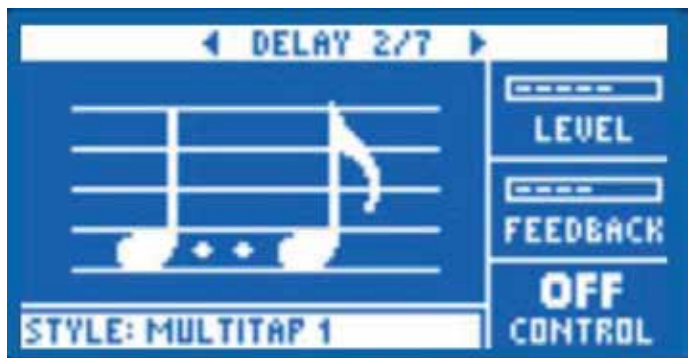 DELAY 2/7
LEVEL
FEEDBACK
OFF
CONTROL
STYLE: MULTITAP 1